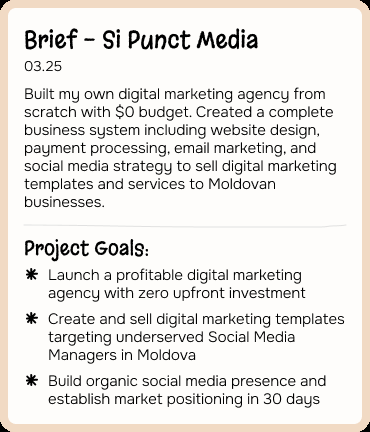 Brief - Si Punct Media
03.25
Built my own digital marketing agency from
scratch with $0 budget. Created a complete
business system including website design,
payment processing, email marketing, and
social media strategy to sell digital marketing
templates and services to Moldovan
businesses.
Project Goals:
✱ Launch a profitable digital marketing
agency with zero upfront investment
✱ Create and sell digital marketing templates
targeting underserved Social Media
Managers in Moldova
✱ Build organic social media presence and
establish market positioning in 30 days